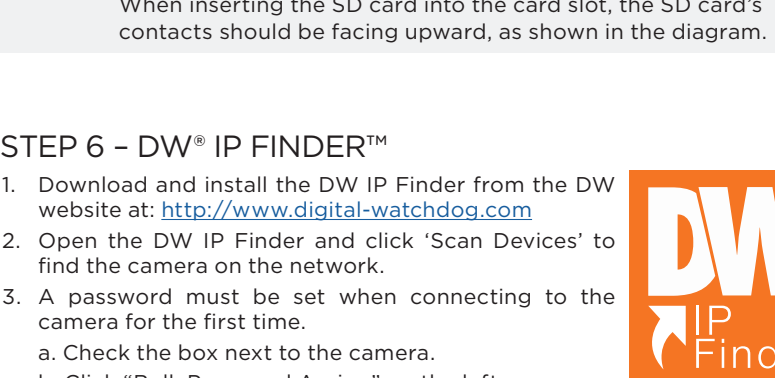 When inserting the SD card into the card slot, the SD card's
contacts should be facing upward, as shown in the diagram.
STEP 6 – DW® IP FINDER™
1. Download and install the DW IP Finder from the DW
website at: http://www.digital-watchdog.com
2. Open the DW IP Finder and click ‘Scan Devices’ to
find the camera on the network.
3. A password must be set when connecting to the
camera for the first time.
a. Check the box next to the camera.
DW
IP